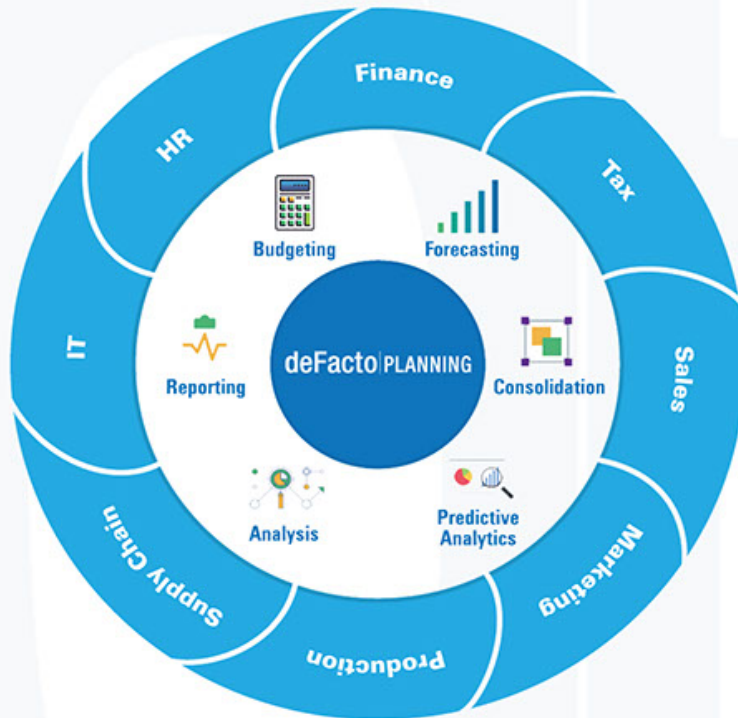 Finance
Tax
Sales
Marketing
Production
Supply Chain
IT
HR
Budgeting
Forecasting
Consolidation
Predictive
Analytics
Analysis
Reporting
deFacto|PLANNING